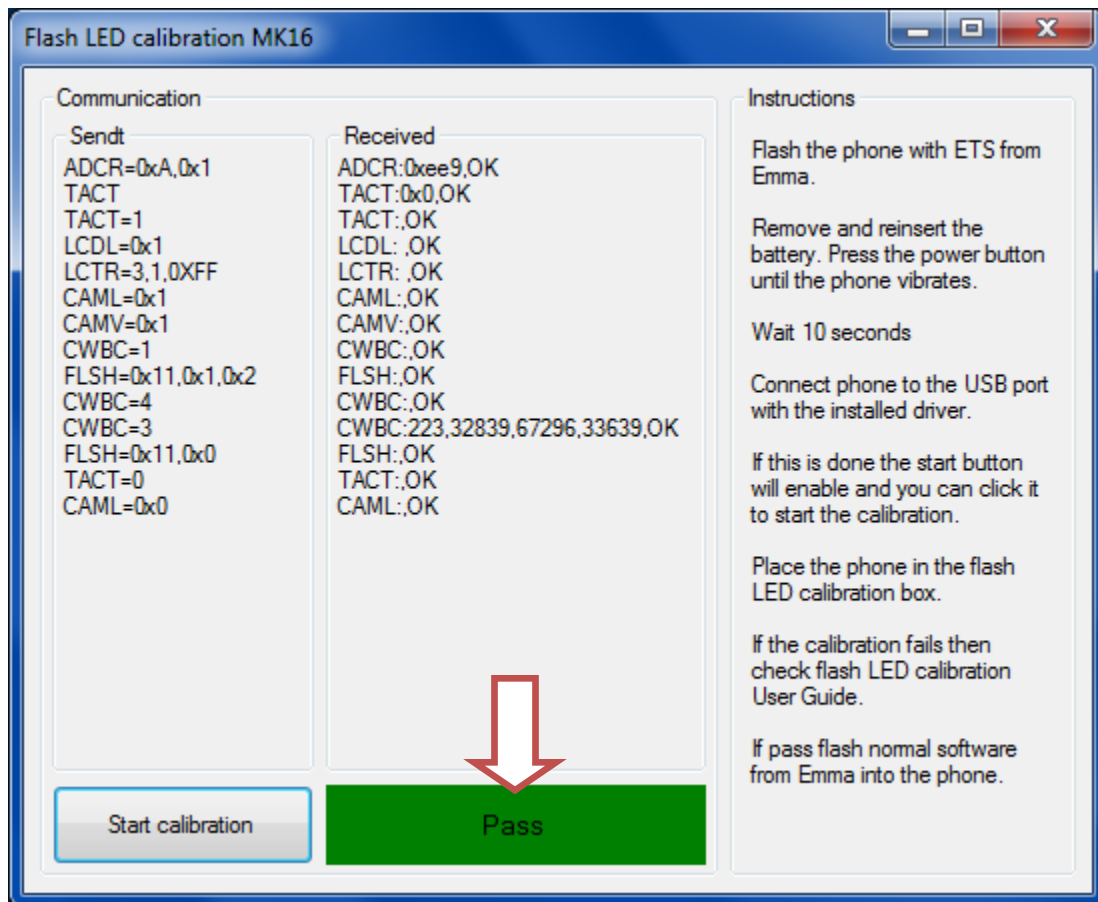 Flash LED calibration MK16
Communication
Sendt
ADCR=0xA,0x1
TACT
TACT=1
LCDL=0x1
LCTR=3,1,0XFF
CAML=0x1
CAMV=0x1
CWBC=1
FLSH=0x11,0x1,0x2
CWBC=4
CWBC=3
FLSH=0x11,0x0
TACT=0
CAML=0x0
Received
ADCR:0xee9,OK
TACT:0x0,OK
TACT:,OK
LCDL: ,OK
LCTR: ,OK
CAML:,OK
CAMV:,OK
CWBC:,OK
FLSH:,OK
CWBC:,OK
CWBC:223,32839,67296,33639,OK
FLSH:,OK
TACT:,OK
CAML:,OK
Start calibration
Pass
Instructions
Flash the phone with ETS from
Emma.
Remove and reinsert the
battery. Press the power button
until the phone vibrates.
Wait 10 seconds
Connect phone to the USB port
with the installed driver.
If this is done the start button
will enable and you can click it
to start the calibration.
Place the phone in the flash
LED calibration box.
If the calibration fails then
check flash LED calibration
User Guide.
If pass flash normal software
from Emma into the phone.